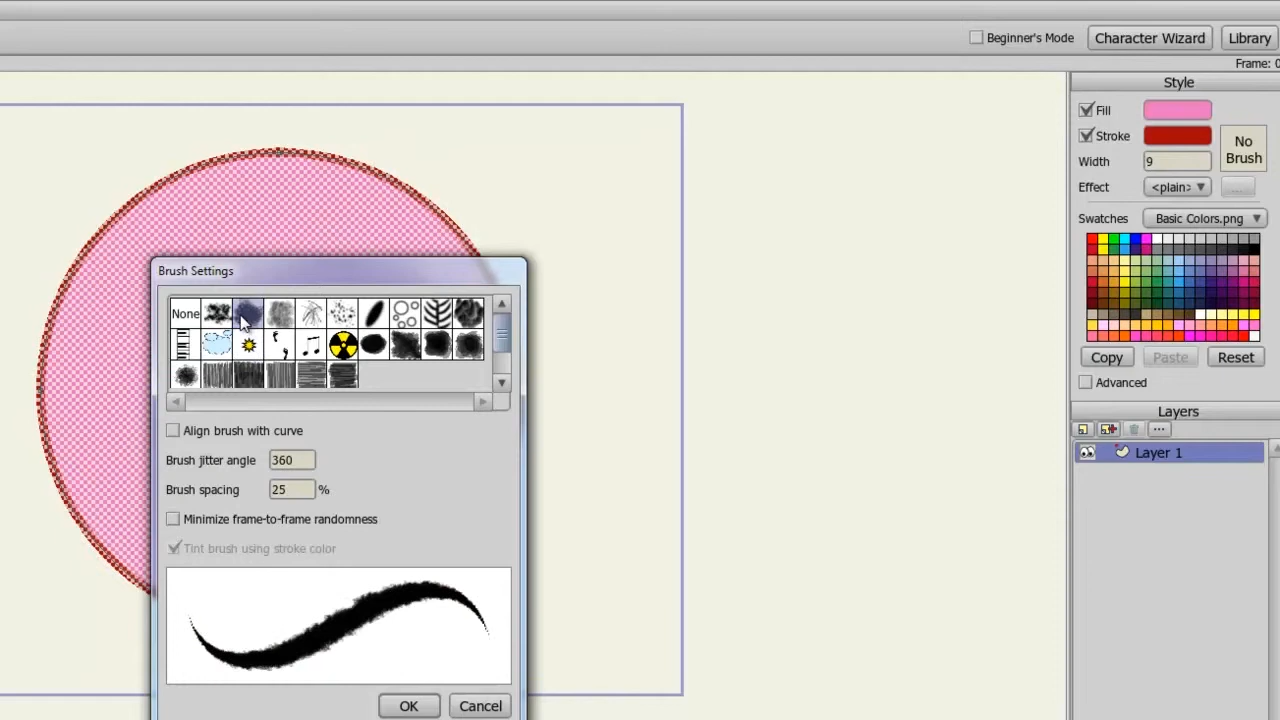 Beginner's Mode
Character Wizard
Library
Frame: 0
Style
Fill
Stroke
No Brush
Width
9
Effect
<plain>
...
Swatches
Basic Colors.png
Copy
Paste
Reset
Advanced
Layers
...
Layer 1
Brush Settings
None
Align brush with curve
Brush jitter angle
360
Brush spacing
25
%
Minimize frame-to-frame randomness
Tint brush using stroke color
OK
Cancel